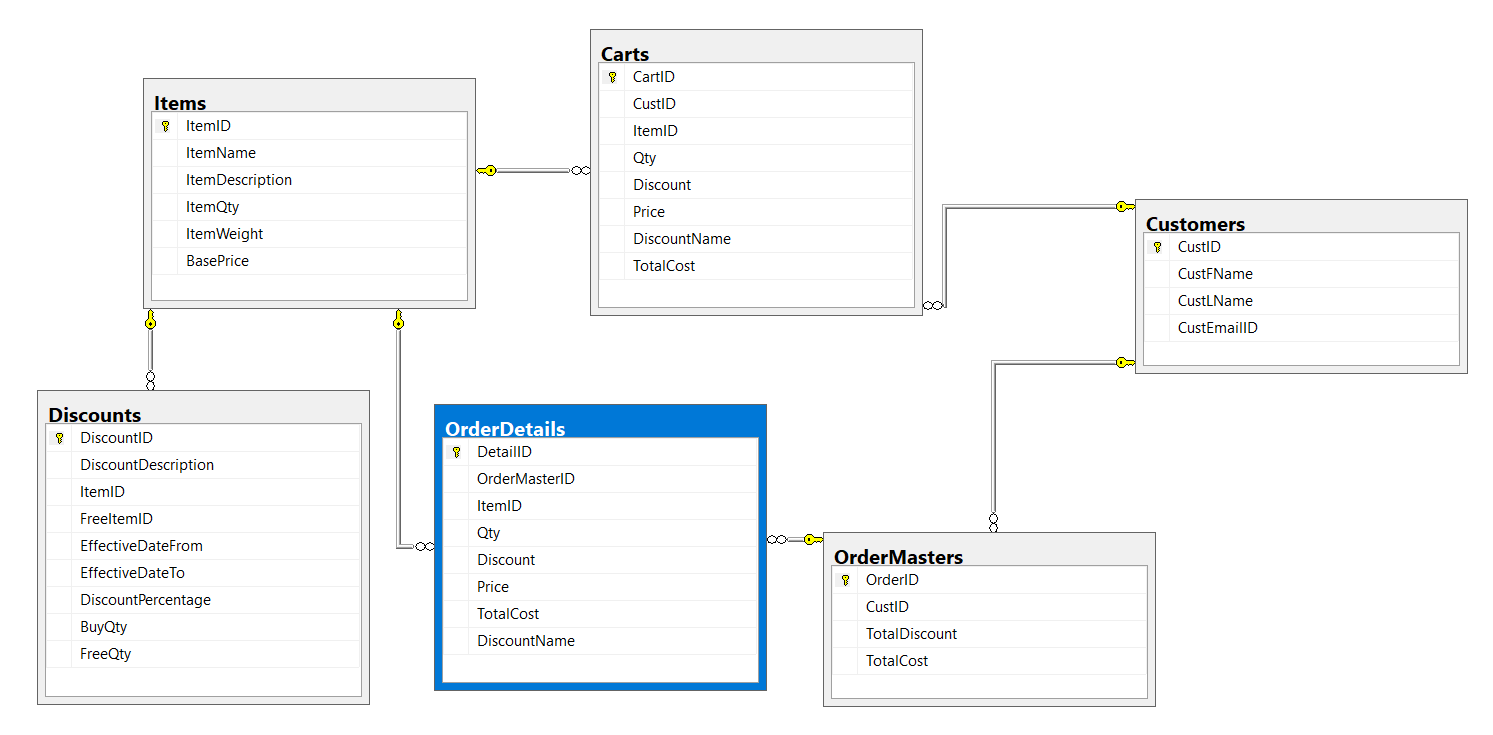 Items
ItemID
ItemName
ItemDescription
ItemQty
ItemWeight
BasePrice
Carts
CartID
CustID
ItemID
Qty
Discount
Price
DiscountName
TotalCost
Customers
CustID
CustFName
CustLName
CustEmailID
Discounts
DiscountID
DiscountDescription
ItemID
FreeItemID
EffectiveDateFrom
EffectiveDateTo
DiscountPercentage
BuyQty
FreeQty
OrderDetails
DetailID
OrderMasterID
ItemID
Qty
Discount
Price
TotalCost
DiscountName
OrderMasters
OrderID
CustID
TotalDiscount
TotalCost